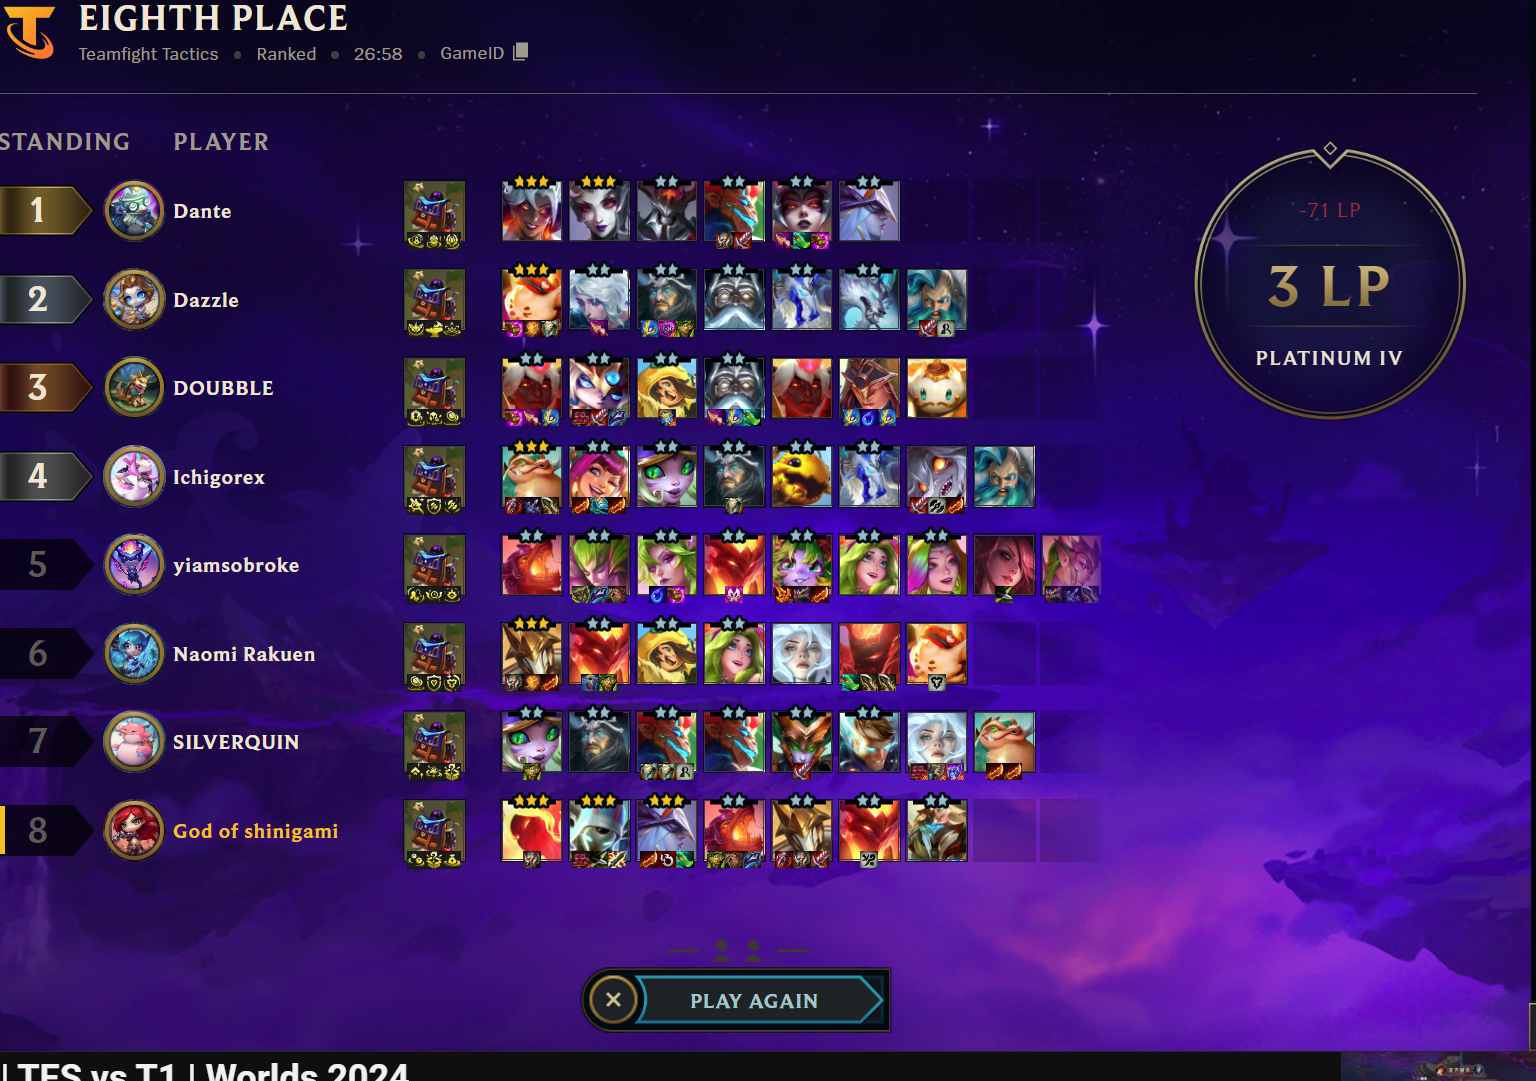 EIGHTH PLACE
Teamfight Tactics • Ranked • 26:58 • GameID
STANDING PLAYER
1 Dante
2 Dazzle
3 DOUBBLE
4 Ichigorex
5 yiamsobroke
6 Naomi Rakuen
7 SILVERQUIN
8 God of shinigami
-71 LP
3 LP
PLATINUM IV
PLAY AGAIN
| TES vs T1 | Worlds 2024